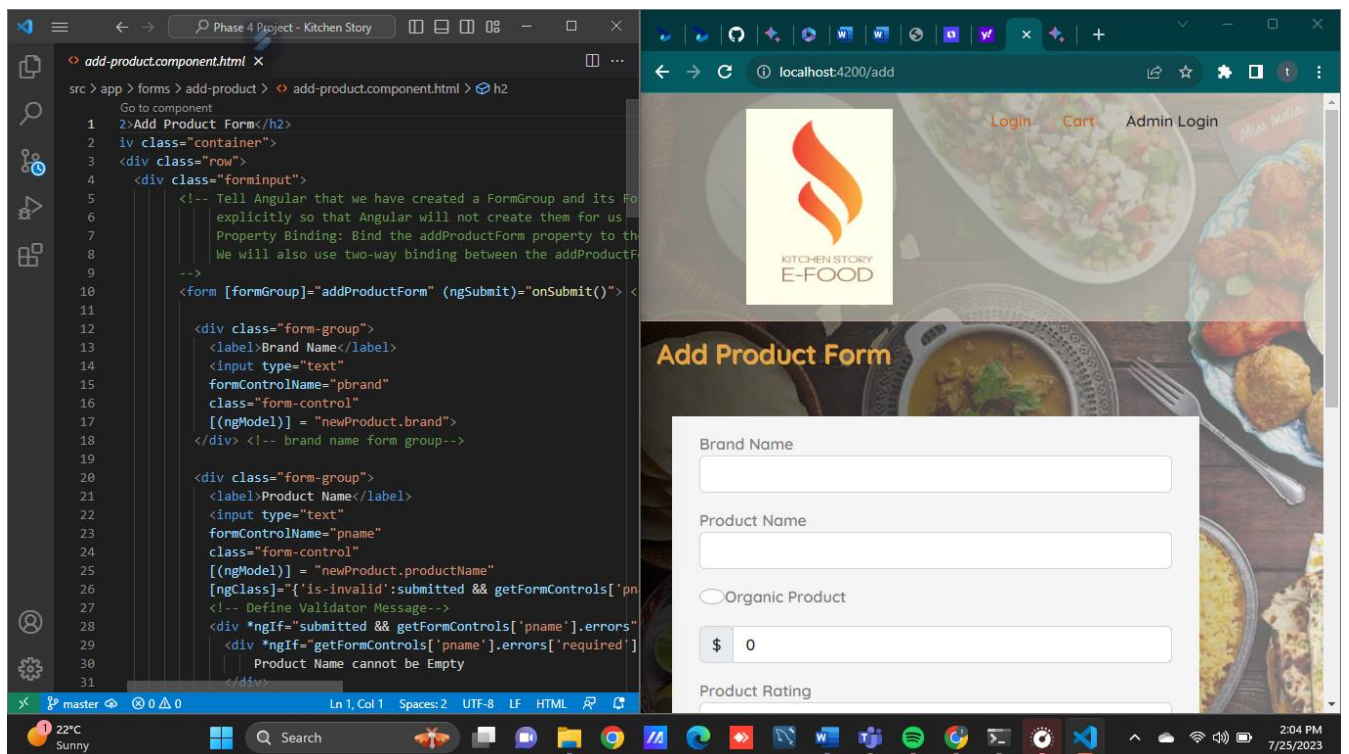 Phase 4 Project - Kitchen Story
add-product.component.html
src > app > forms > add-product > add-product.component.html > h2
Go to component
1 2>Add Product Form</h2>
2 iv class="container">
3 <div class="row">
4 <div class="forminput">
5 <!-- Tell Angular that we have created a FormGroup and its Fo
6 explicitly so that Angular will not create them for us
7 Property Binding: Bind the addProductForm property to th
8 We will also use two-way binding between the addProductF
9 -->
10 <form [formGroup]="addProductForm" (ngSubmit)="onSubmit()"> <
11
12 <div class="form-group">
13 <label>Brand Name</label>
14 <input type="text"
15 formControlName="pbrand"
16 class="form-control"
17 [(ngModel)] = "newProduct.brand">
18 </div> <!-- brand name form group-->
19
20 <div class="form-group">
21 <label>Product Name</label>
22 <input type="text"
23 formControlName="pname"
24 class="form-control"
25 [(ngModel)] = "newProduct.productName"
26 [ngClass]="{'is-invalid':submitted && getFormControls['pn
27 <!-- Define Validator Message-->
28 <div *ngIf="submitted && getFormControls['pname'].errors"
29 <div *ngIf="getFormControls['pname'].errors['required']
30 Product Name cannot be Empty
31 </div>
master 0 0 Ln 1, Col 1 Spaces: 2 UTF-8 LF HTML
localhost:4200/add
Login Cart Admin Login
Miss India
KITCHEN STORY
E-FOOD
Add Product Form
Brand Name
Product Name
Organic Product
$ 0
Product Rating
1
22°C
Sunny
Search
2:04 PM
7/25/2023